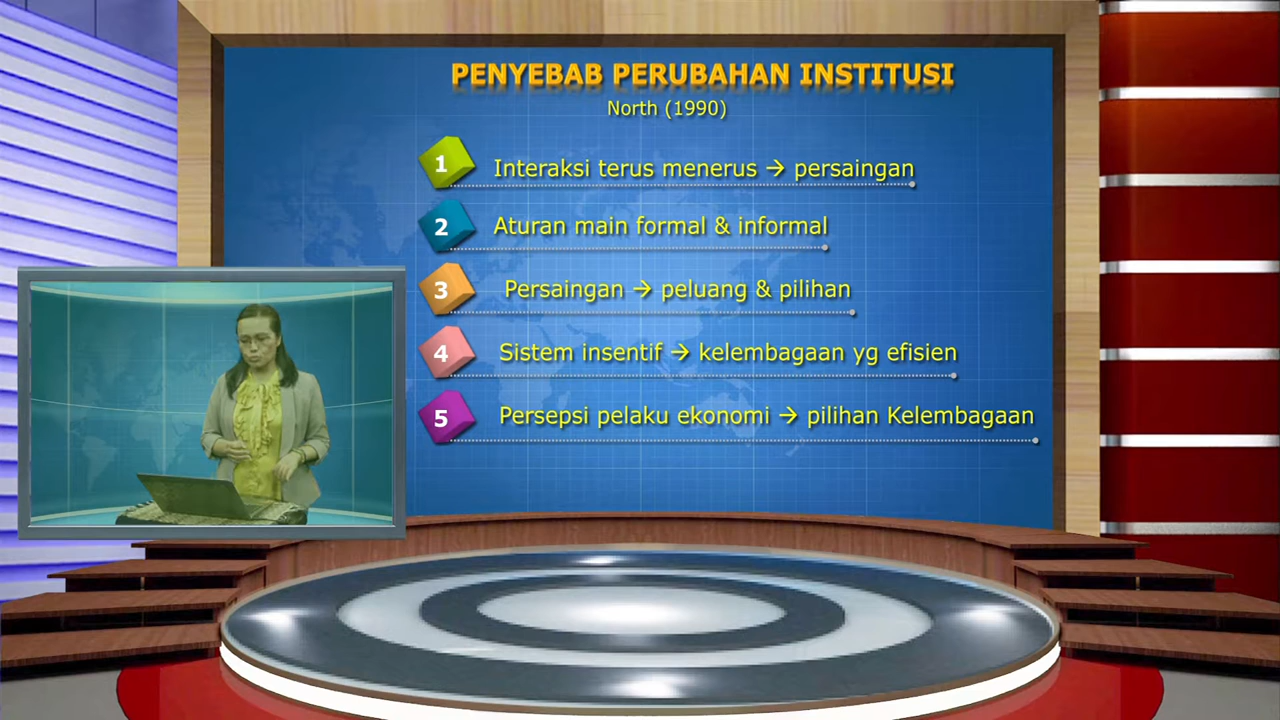 PENYEBAB PERUBAHAN INSTITUSI
North (1990)
1 Interaksi terus menerus → persaingan
2 Aturan main formal & informal
3 Persaingan → peluang & pilihan
4 Sistem insentif → kelembagaan yg efisien
5 Persepsi pelaku ekonomi → pilihan Kelembagaan